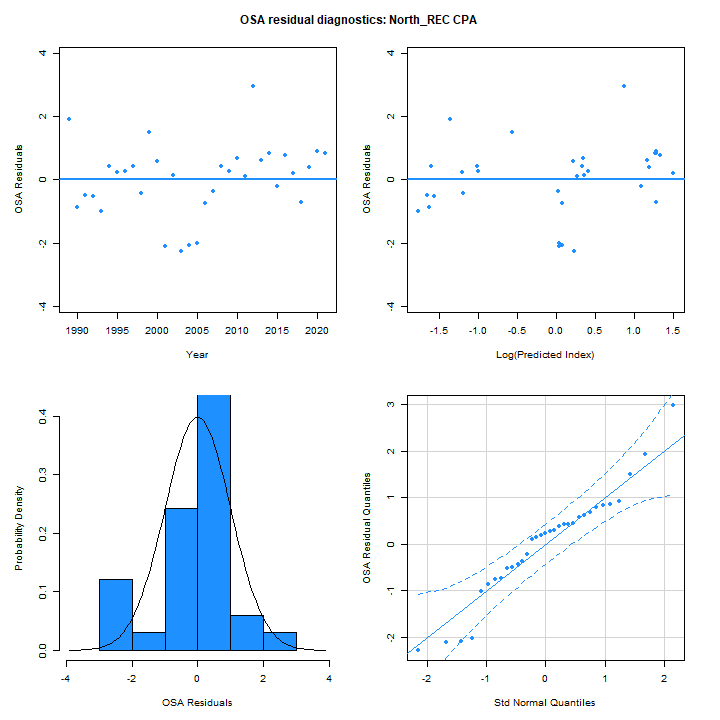 OSA residual diagnostics: North_REC CPA
OSA Residuals
4
2
0
-2
-4
1990 1995 2000 2005 2010 2015 2020
Year
OSA Residuals
4
2
0
-2
-4
-1.5 -1.0 -0.5 0.0 0.5 1.0 1.5
Log(Predicted Index)
Probability Density
0.4
0.3
0.2
0.1
0.0
-4 -2 0 2 4
OSA Residuals
OSA Residual Quantiles
3
2
1
0
-1
-2
-2 -1 0 1 2
Std Normal Quantiles